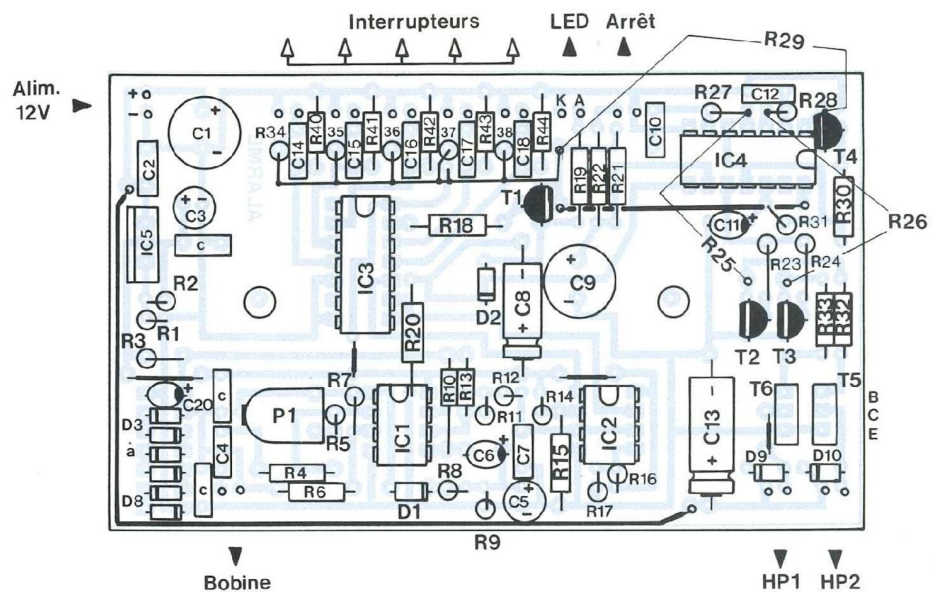 Interrupteurs LED Arrêt
R29
Alim.
12V
+
−
C1
R34 C14 R40 35 C15 R41 36 C16 R42 37 C17 R43 38 C18 R44
K A
C10
R27 C12 R28
IC4
T4
C2
C3
IC5
C
R18
T1
R19 R22 R21
C11
R31
R30
R26
R25
R23 R24
IC3
D2
C8
C9
R2
R1
R3
R20
T2 T3
R33 R32
C20
D3
à
D8
C
C4
C
P1
R7
R5
IC1
R10 R13
R12
R11
R14
IC2
C13
T6 T5
B
C
E
R4
R6
D1
R8
C6
C7
C5
R15
R16
R17
D9 D10
R9
Bobine
HP1 HP2